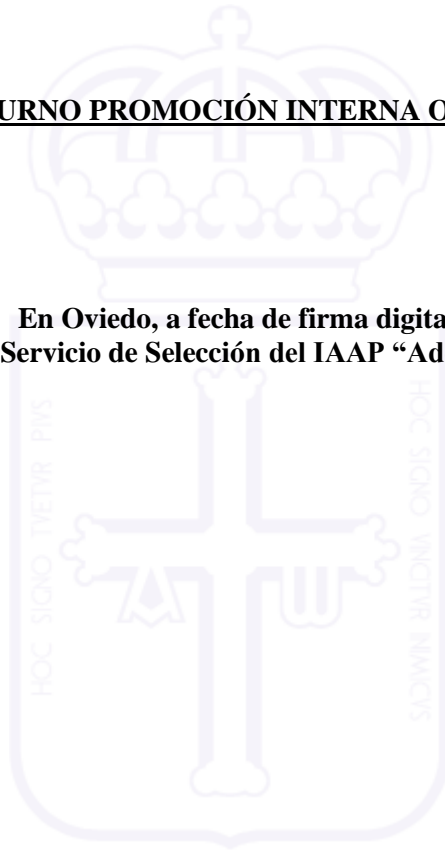 URNO PROMOCIÓN INTERNA O
En Oviedo, a fecha de firma digita
Servicio de Selección del IAAP “Ad
HOC SIGNO TVETVR PIVS
HOC SIGNO VINCITVR INIMICVS